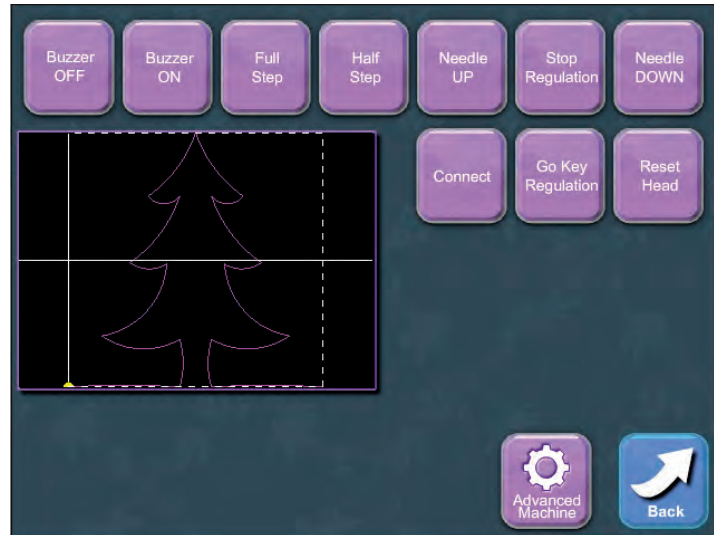 Buzzer
OFF
Buzzer
ON
Full
Step
Half
Step
Needle
UP
Stop
Regulation
Needle
DOWN
Connect
Go Key
Regulation
Reset
Head
Advanced
Machine
Back